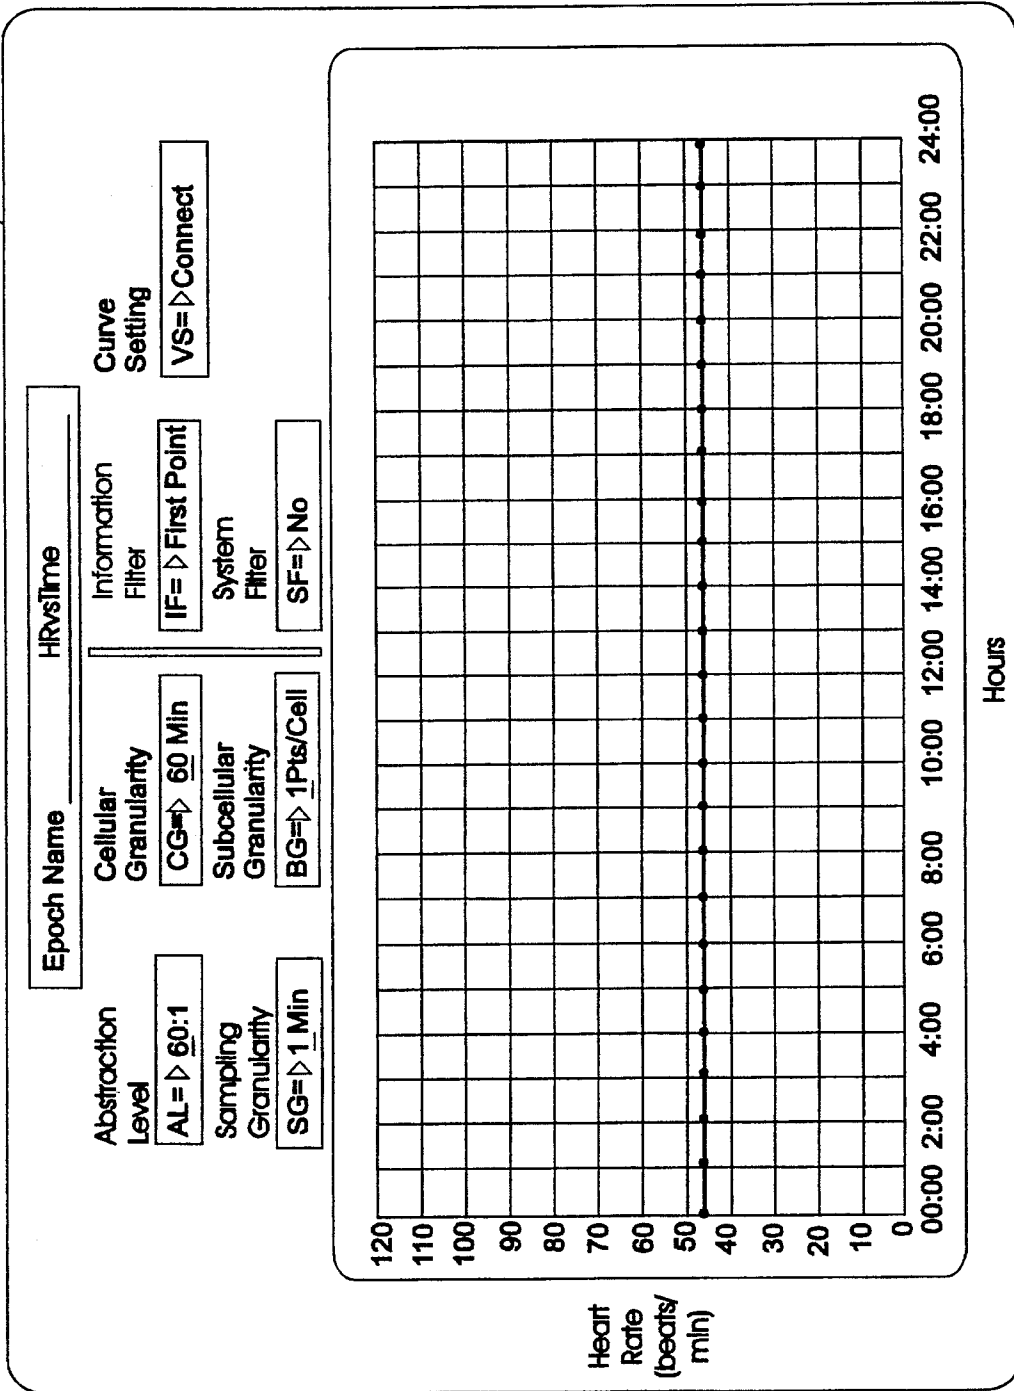 Epoch Name HRvsTime
Abstraction
Level
AL=▷ 60:1
Sampling
Granularity
SG=▷ 1 Min
Cellular
Granularity
CG=▷ 60 Min
Subcellular
Granularity
BG=▷ 1Pts/Cell
Information
Filter
IF=▷ First Point
System
Filter
SF=▷ No
Curve
Setting
VS=▷ Connect
Heart
Rate
(beats/
min)
120
110
100
90
80
70
60
50
40
30
20
10
0
00:00 2:00 4:00 6:00 8:00 10:00 12:00 14:00 16:00 18:00 20:00 22:00 24:00
Hours